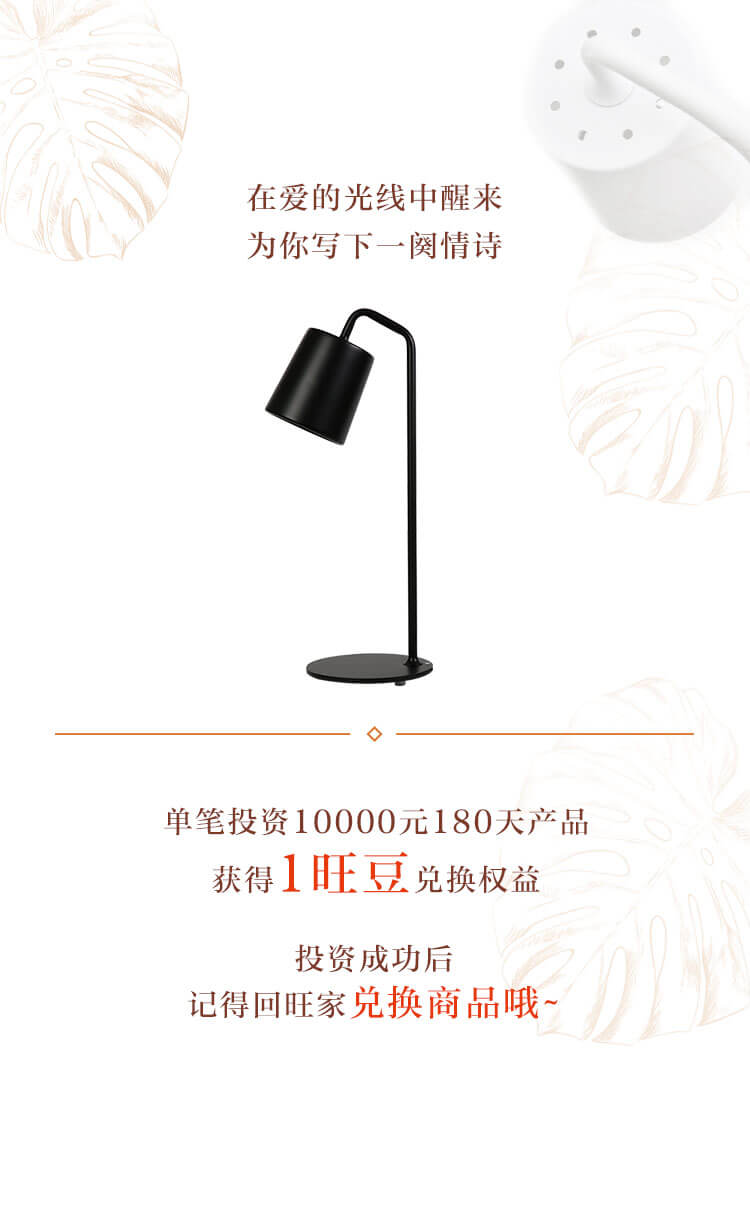 在爱的光线中醒来
为你写下一阕情诗
单笔投资10000元180天产品
获得1旺豆兑换权益
投资成功后
记得回旺家兑换商品哦~